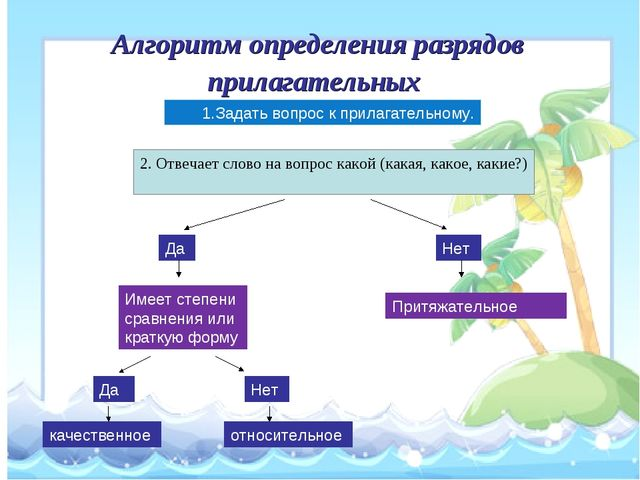 Алгоритм определения разрядов
прилагательных
1.Задать вопрос к прилагательному.
2. Отвечает слово на вопрос какой (какая, какое, какие?)
Да
Нет
Имеет степени
сравнения или
краткую форму
Притяжательное
Да
Нет
качественное
относительное